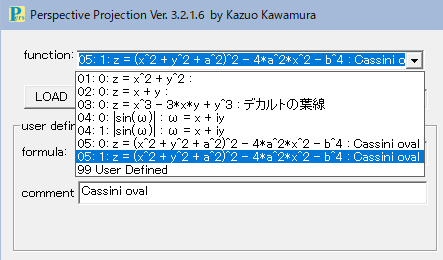 Perspective Projection Ver. 3.2.1.6 by Kazuo Kawamura
function:
05: 1: z = (x^2 + y^2 + a^2)^2 - 4*a^2*x^2 - b^4 : Cassini o
01: 0: z = x^2 + y^2 :
02: 0: z = x + y :
03: 0: z = x^3 - 3*x*y + y^3 : デカルトの葉線
04: 0: |sin(ω)| : ω = x + iy
04: 1: |sin(ω)| : ω = x + iy
05: 0: z = (x^2 + y^2 + a^2)^2 - 4*a^2*x^2 - b^4 : Cassini oval
05: 1: z = (x^2 + y^2 + a^2)^2 - 4*a^2*x^2 - b^4 : Cassini oval
99 User Defined
LOAD
user defin
formula:
comment
Cassini oval